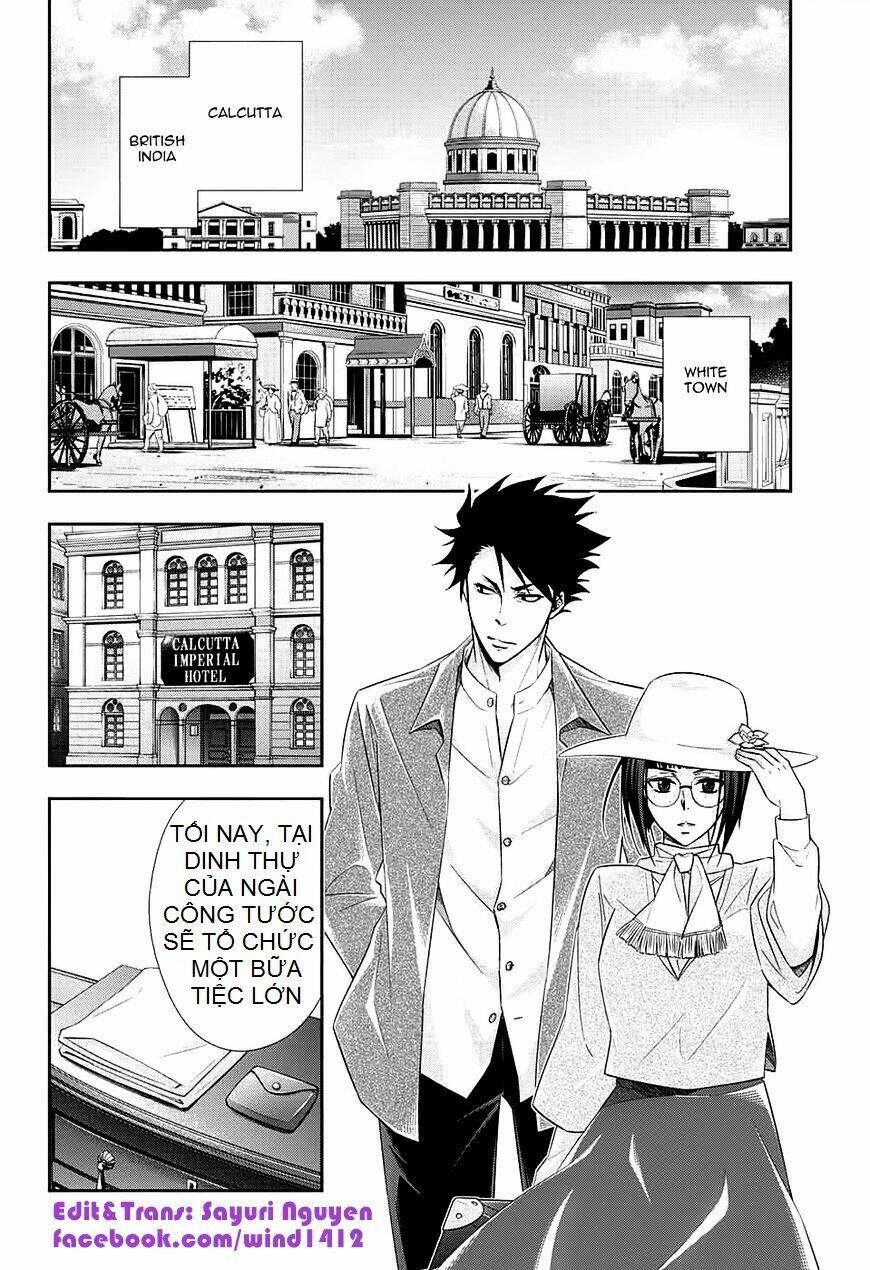 CALCUTTA
BRITISH
INDIA
WHITE
TOWN
CALCUTTA
IMPERIAL
HOTEL
TỐI NAY, TẠI
DINH THỰ
CỦA NGÀI
CÔNG TƯỚC
SẼ TỔ CHỨC
MỘT BỮA
TIỆC LỚN
Edit&Trans: Sayuri Nguyen
facebook.com/wind1412